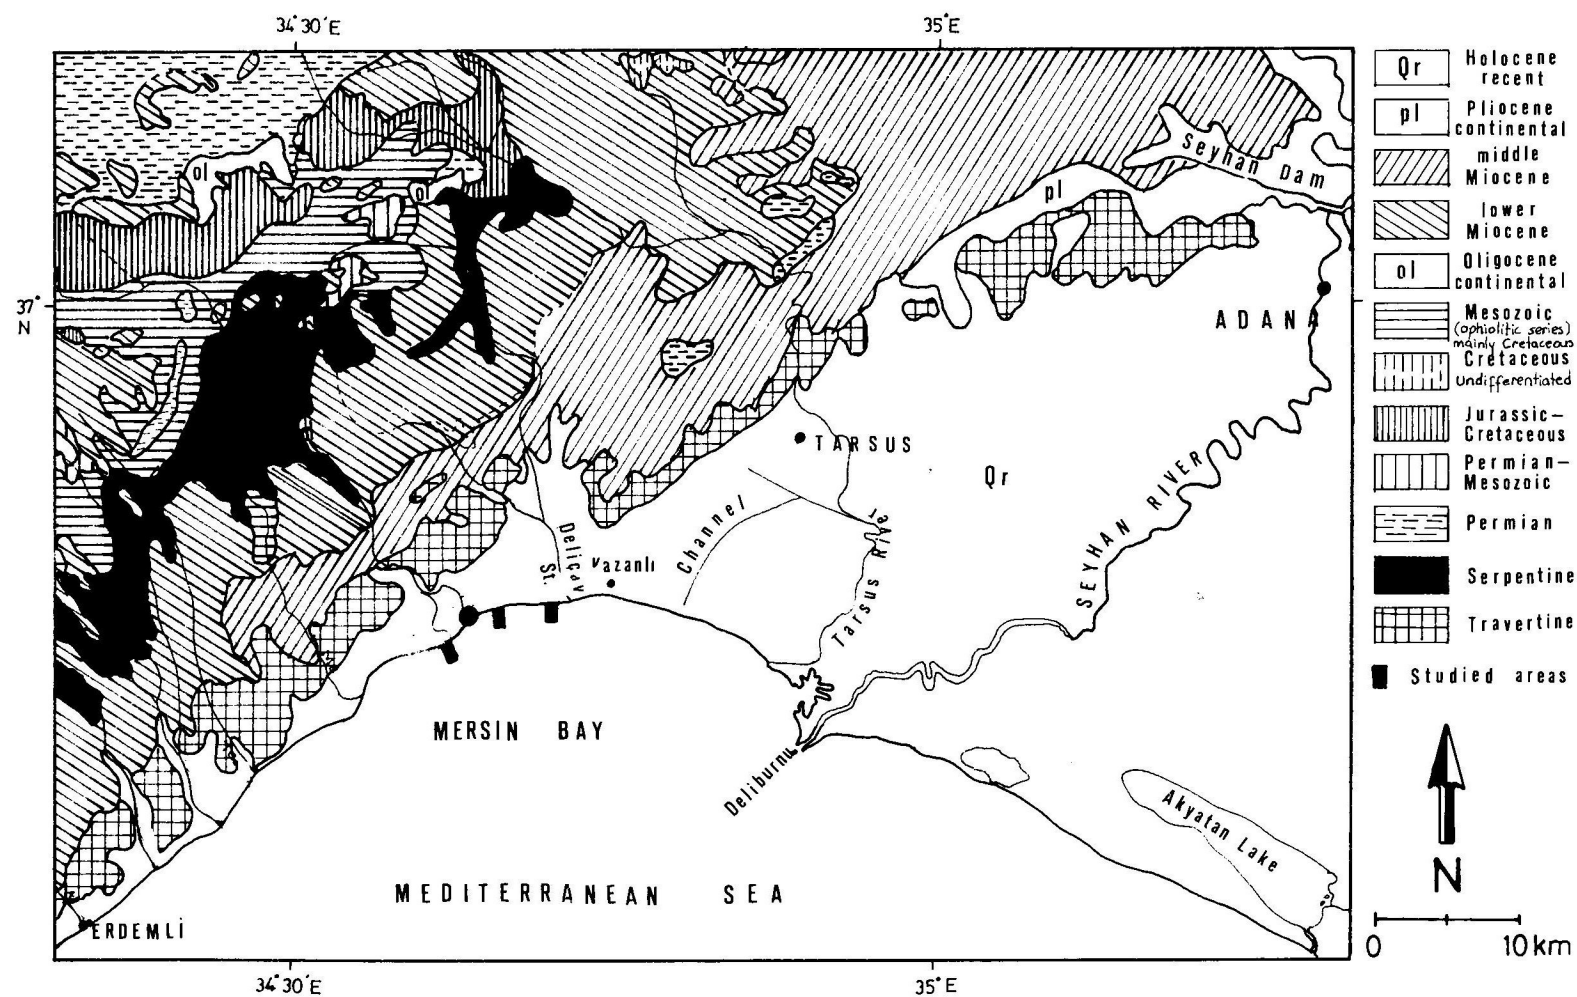 34°30'E
35°E
ol
ol
pl
Seyhan Dam
37°
N
ADANA
TARSUS
Qr
Channel
Deliçay
St.
Kazanlı
Tarsus River
SEYHAN RIVER
MERSIN BAY
Deliburnu
Akyatan Lake
MEDITERRANEAN SEA
ERDEMLİ
34°30'E
35°E
Qr
Holocene
recent
pl
Pliocene
continental
middle
Miocene
lower
Miocene
ol
Oligocene
continental
Mesozoic
(ophiolitic series)
mainly Cretaceous
Cretaceous
Undifferentiated
Jurassic-
Cretaceous
Permian-
Mesozoic
Permian
Serpentine
Travertine
Studied areas
N
0
10 km